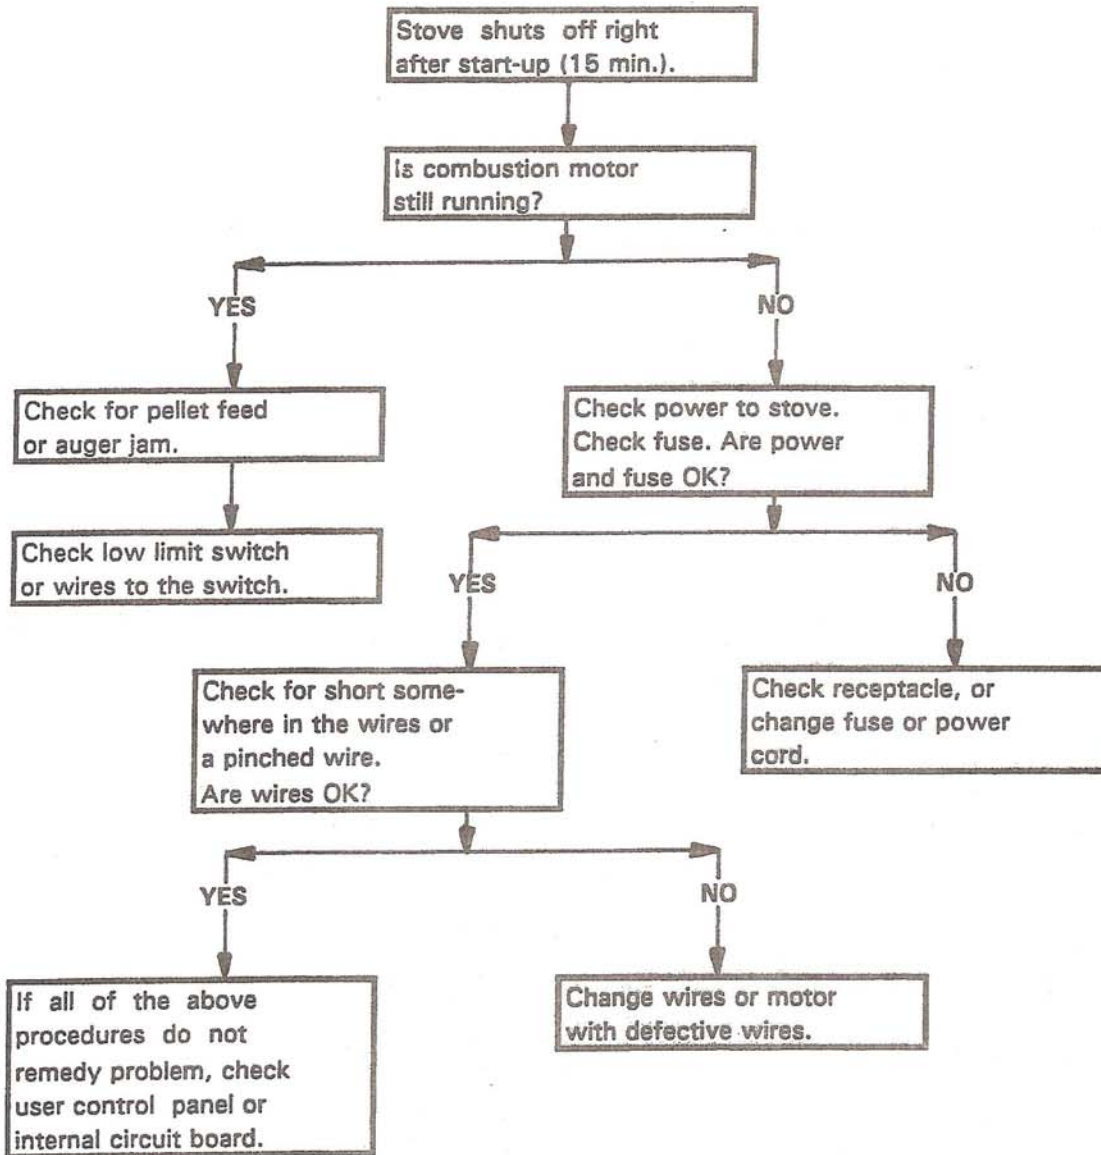 Stove shuts off right
after start-up (15 min.).
Is combustion motor
still running?
YES
NO
Check for pellet feed
or auger jam.
Check power to stove.
Check fuse. Are power
and fuse OK?
Check low limit switch
or wires to the switch.
YES
NO
Check for short some-
where in the wires or
a pinched wire.
Are wires OK?
Check receptacle, or
change fuse or power
cord.
YES
NO
If all of the above
procedures do not
remedy problem, check
user control panel or
internal circuit board.
Change wires or motor
with defective wires.